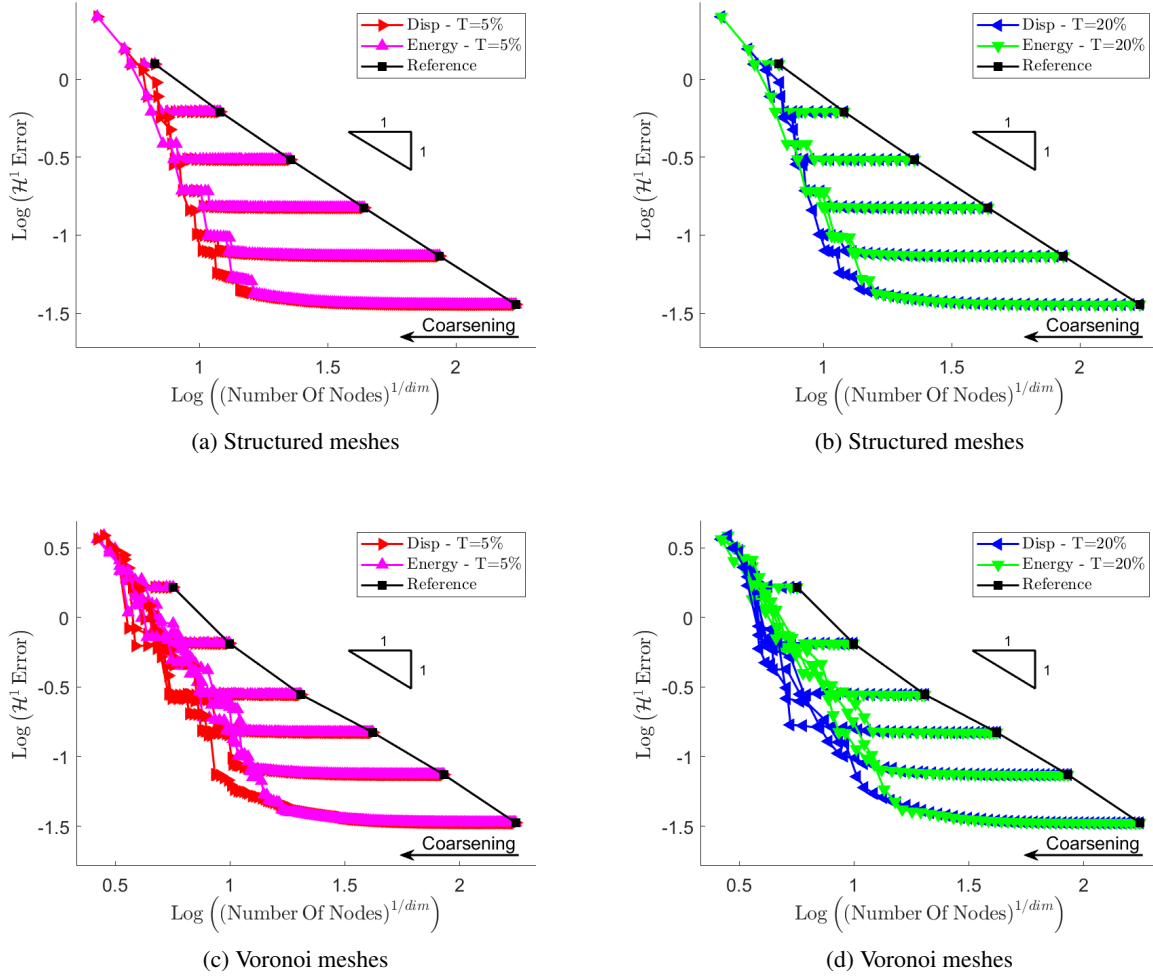 Disp - T=5%
Energy - T=5%
Reference
0
-0.5
-1
-1.5
Log (𝓗¹ Error)
1
1
Coarsening
1
1.5
2
Log ((Number Of Nodes)^{1/dim})
(a) Structured meshes
Disp - T=20%
Energy - T=20%
Reference
0
-0.5
-1
-1.5
Log (𝓗¹ Error)
1
1
Coarsening
1
1.5
2
Log ((Number Of Nodes)^{1/dim})
(b) Structured meshes
Disp - T=5%
Energy - T=5%
Reference
0.5
0
-0.5
-1
-1.5
Log (𝓗¹ Error)
1
1
Coarsening
0.5
1
1.5
2
Log ((Number Of Nodes)^{1/dim})
(c) Voronoi meshes
Disp - T=20%
Energy - T=20%
Reference
0.5
0
-0.5
-1
-1.5
Log (𝓗¹ Error)
1
1
Coarsening
0.5
1
1.5
2
Log ((Number Of Nodes)^{1/dim})
(d) Voronoi meshes